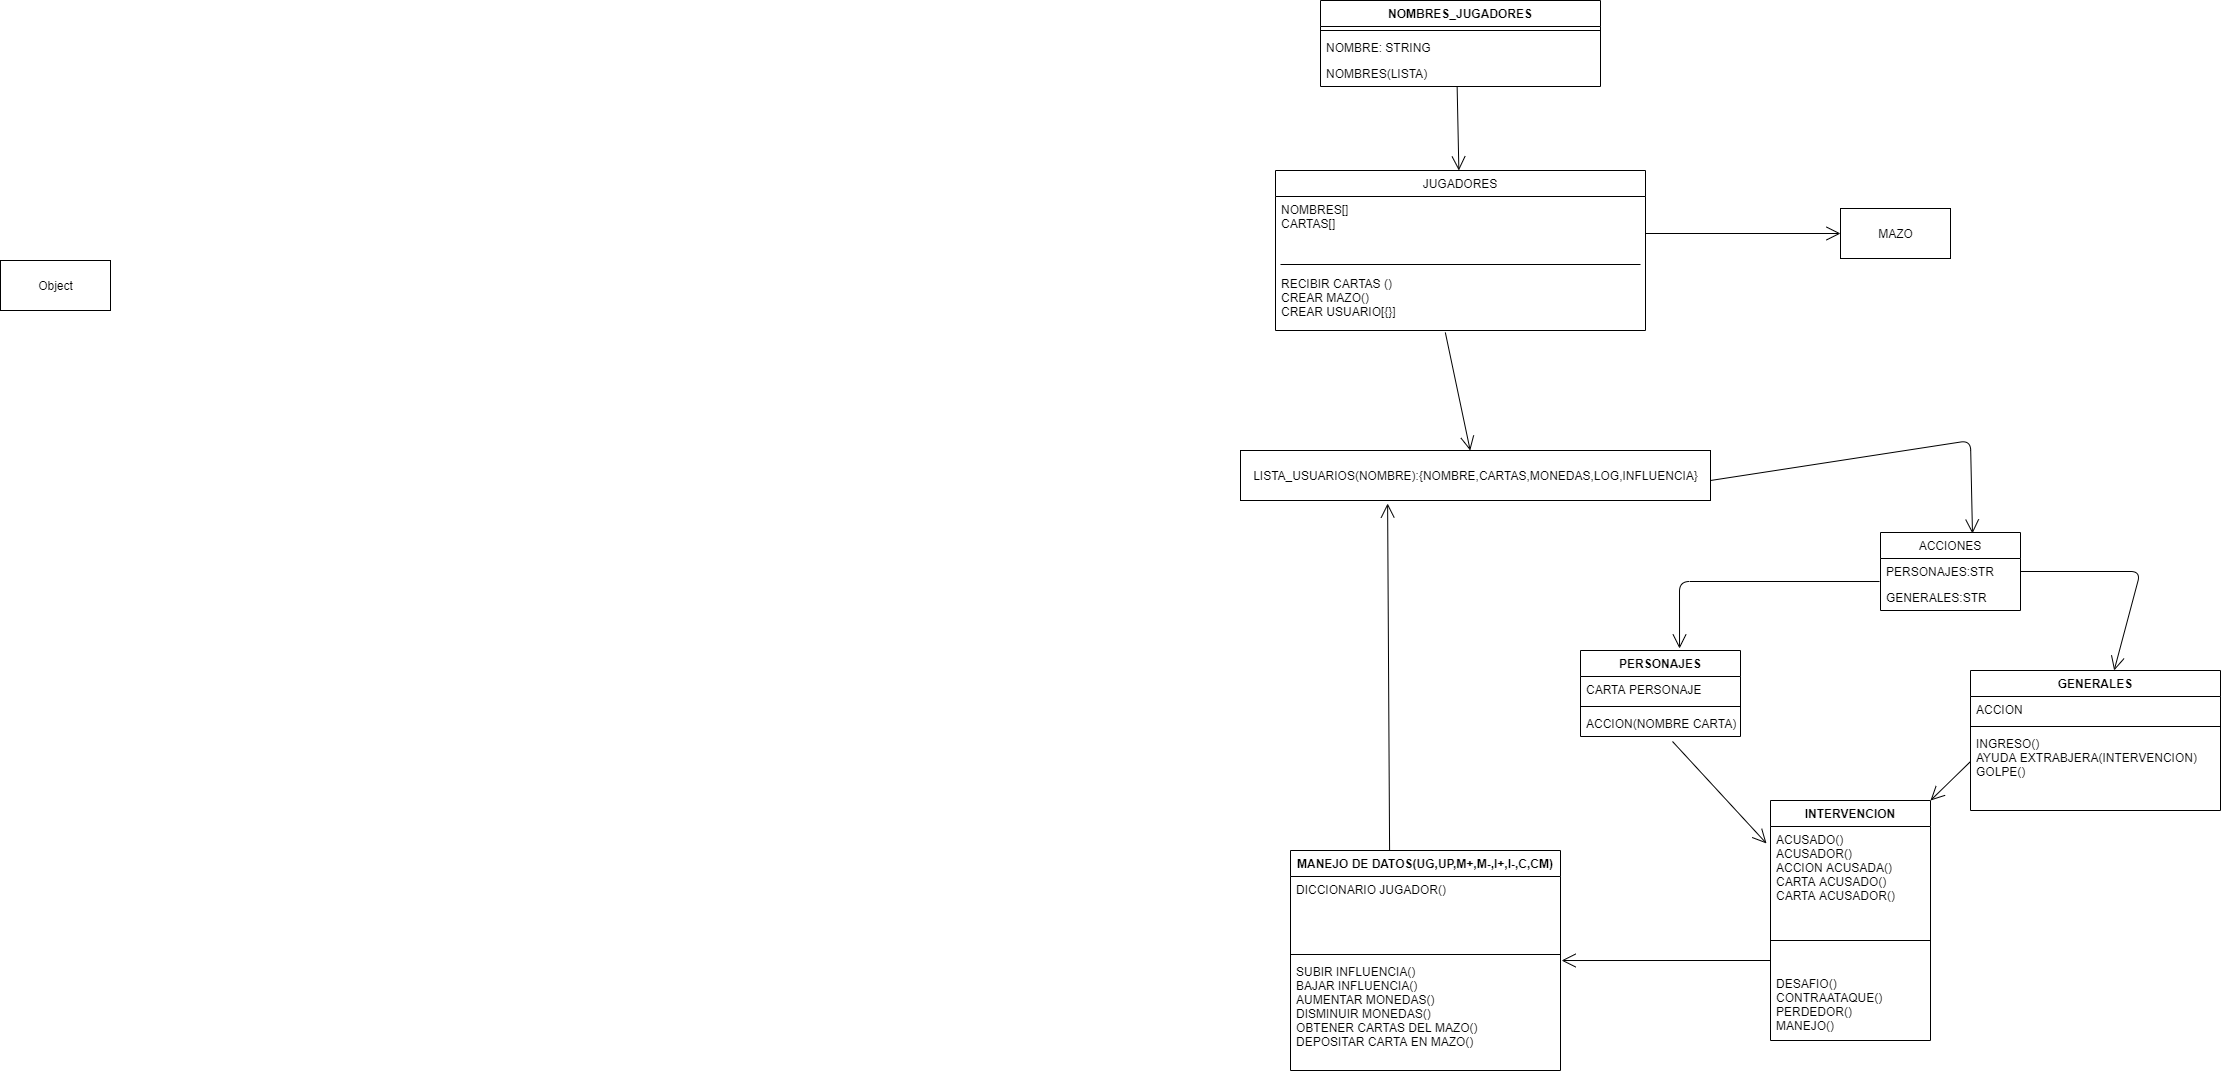 NOMBRES_JUGADORES
NOMBRE: STRING
NOMBRES(LISTA)
JUGADORES
NOMBRES[]
CARTAS[]
RECIBIR CARTAS ()
CREAR MAZO()
CREAR USUARIO[{}]
MAZO
Object
LISTA_USUARIOS(NOMBRE):{NOMBRE,CARTAS,MONEDAS,LOG,INFLUENCIA}
ACCIONES
PERSONAJES:STR
GENERALES:STR
PERSONAJES
CARTA PERSONAJE
ACCION(NOMBRE CARTA)
GENERALES
ACCION
INGRESO()
AYUDA EXTRABJERA(INTERVENCION)
GOLPE()
INTERVENCION
ACUSADO()
ACUSADOR()
ACCION ACUSADA()
CARTA ACUSADO()
CARTA ACUSADOR()
DESAFIO()
CONTRAATAQUE()
PERDEDOR()
MANEJO()
MANEJO DE DATOS(UG,UP,M+,M-,I+,I-,C,CM)
DICCIONARIO JUGADOR()
SUBIR INFLUENCIA()
BAJAR INFLUENCIA()
AUMENTAR MONEDAS()
DISMINUIR MONEDAS()
OBTENER CARTAS DEL MAZO()
DEPOSITAR CARTA EN MAZO()